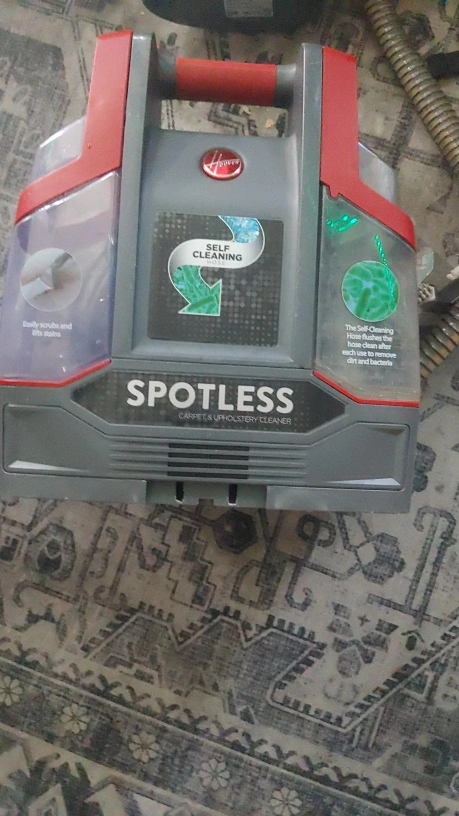 Hoover
SELF
CLEANING
HOSE
Easily scrubs and
lifts stains
The Self-Cleaning
Hose flushes the
hose clean after
each use to remove
dirt and bacteria
SPOTLESS
CARPET & UPHOLSTERY CLEANER